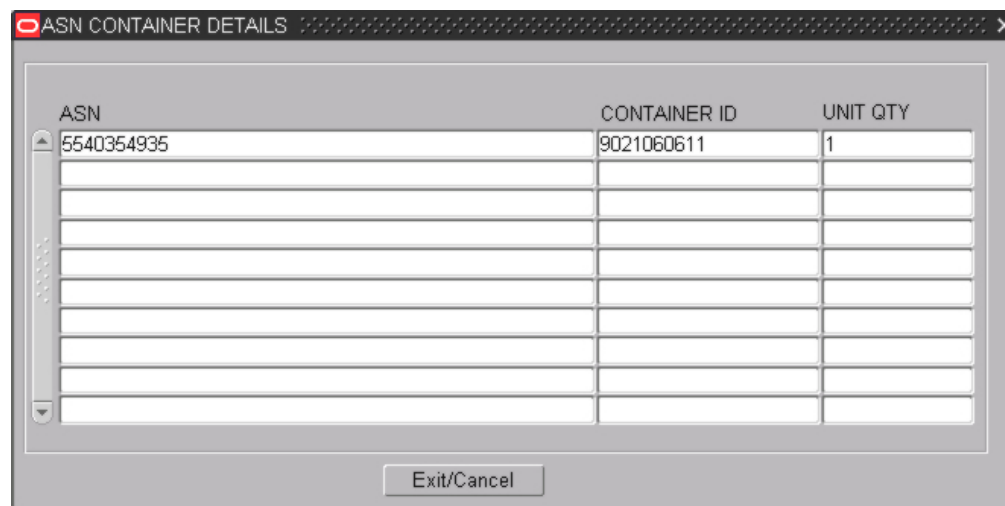 ASN CONTAINER DETAILS
ASN CONTAINER ID UNIT QTY
5540354935 9021060611 1
Exit/Cancel